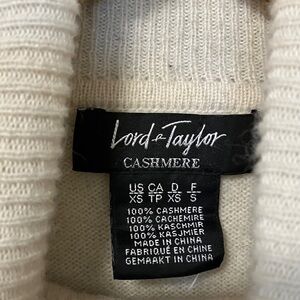 Lord & Taylor
CASHMERE
US CA D F
XS TP XS S
100% CASHMERE
100% CACHEMIRE
100% KASCHMIR
100% KASJMIER
MADE IN CHINA
FABRIQUÉ EN CHINE
GEMAAKT IN CHINA